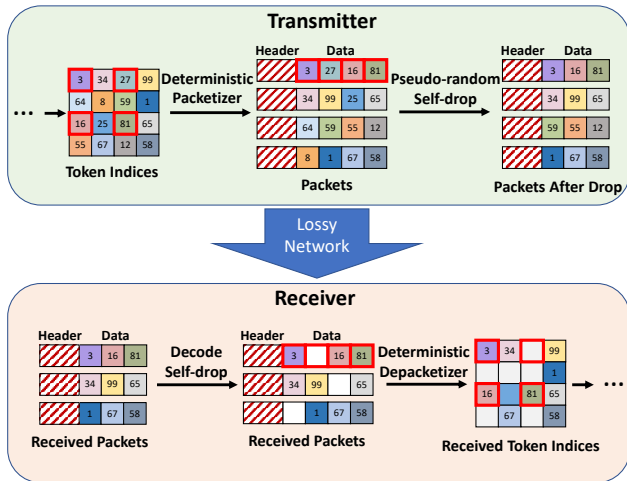 Transmitter
Header Data
3 34 27 99
64 8 59 1
16 25 81 65
55 67 12 58
Token Indices
Deterministic
Packetizer
3 27 16 81
34 99 25 65
64 59 55 12
8 1 67 58
Packets
Pseudo-random
Self-drop
Header Data
3 16 81
34 99 65
59 55 12
1 67 58
Packets After Drop
...
Lossy
Network
Receiver
Header Data
3 16 81
34 99 65
1 67 58
Received Packets
Decode
Self-drop
Header Data
3 16 81
34 99 65
1 67 58
Received Packets
Deterministic
Depacketizer
3 34 99
1
16 81 65
67 58
Received Token Indices
...